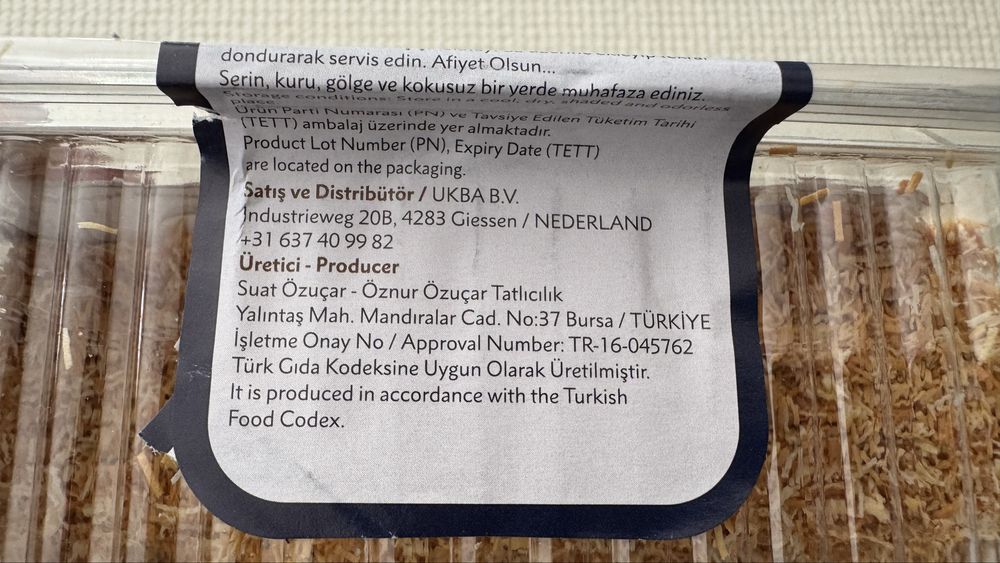 dondurarak servis edin. Afiyet Olsun...
Serin, kuru, gölge ve kokusuz bir yerde muhafaza ediniz.
Storage conditions: Store in a cool, dry, shaded and odorless
place
Ürün Parti Numarası (PN) ve Tavsiye Edilen Tüketim Tarihi
(TETT) ambalaj üzerinde yer almaktadır.
Product Lot Number (PN), Expiry Date (TETT)
are located on the packaging.
Satış ve Distribütör / UKBA B.V.
Industrieweg 20B, 4283 Giessen / NEDERLAND
+31 637 40 99 82
Üretici - Producer
Suat Özuçar - Öznur Özuçar Tatlıcılık
Yalıntaş Mah. Mandıralar Cad. No:37 Bursa / TÜRKİYE
İşletme Onay No / Approval Number: TR-16-045762
Türk Gıda Kodeksine Uygun Olarak Üretilmiştir.
It is produced in accordance with the Turkish
Food Codex.